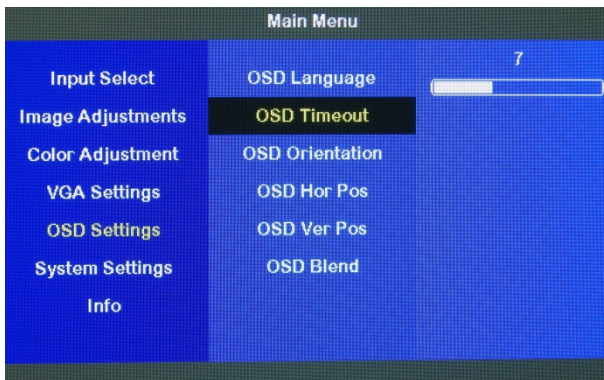 Main Menu
Input Select
Image Adjustments
Color Adjustment
VGA Settings
OSD Settings
System Settings
Info
OSD Language
OSD Timeout
OSD Orientation
OSD Hor Pos
OSD Ver Pos
OSD Blend
7